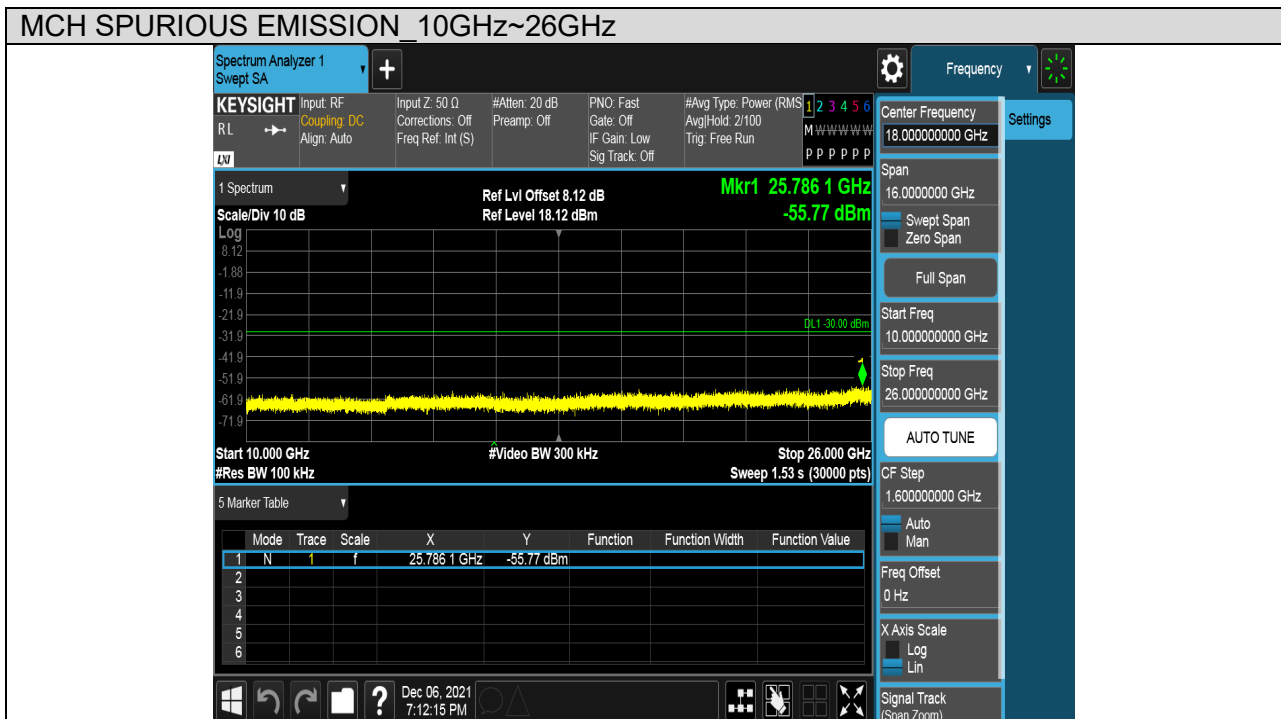 MCH SPURIOUS EMISSION_10GHz~26GHz
Spectrum Analyzer 1
Swept SA
Frequency
KEYSIGHT
RL
LXI
Input: RF
Coupling: DC
Align: Auto
Input Z: 50 Ω
Corrections: Off
Freq Ref: Int (S)
#Atten: 20 dB
Preamp: Off
PNO: Fast
Gate: Off
IF Gain: Low
Sig Track: Off
#Avg Type: Power (RMS
Avg|Hold: 2/100
Trig: Free Run
1 2 3 4 5 6
M W W W W W
P P P P P P
1 Spectrum
Scale/Div 10 dB
Ref Lvl Offset 8.12 dB
Ref Level 18.12 dBm
Mkr1 25.786 1 GHz
-55.77 dBm
Log
8.12
-1.88
-11.9
-21.9
-31.9
-41.9
-51.9
-61.9
-71.9
DL1 -30.00 dBm
1
Start 10.000 GHz
#Video BW 300 kHz
Stop 26.000 GHz
#Res BW 100 kHz
Sweep 1.53 s (30000 pts)
5 Marker Table
Mode Trace Scale X Y Function Function Width Function Value
1 N 1 f 25.786 1 GHz -55.77 dBm
2
3
4
5
6
Dec 06, 2021
7:12:15 PM
Center Frequency
18.000000000 GHz
Settings
Span
16.0000000 GHz
Swept Span
Zero Span
Full Span
Start Freq
10.000000000 GHz
Stop Freq
26.000000000 GHz
AUTO TUNE
CF Step
1.600000000 GHz
Auto
Man
Freq Offset
0 Hz
X Axis Scale
Log
Lin
Signal Track
(Span Zoom)